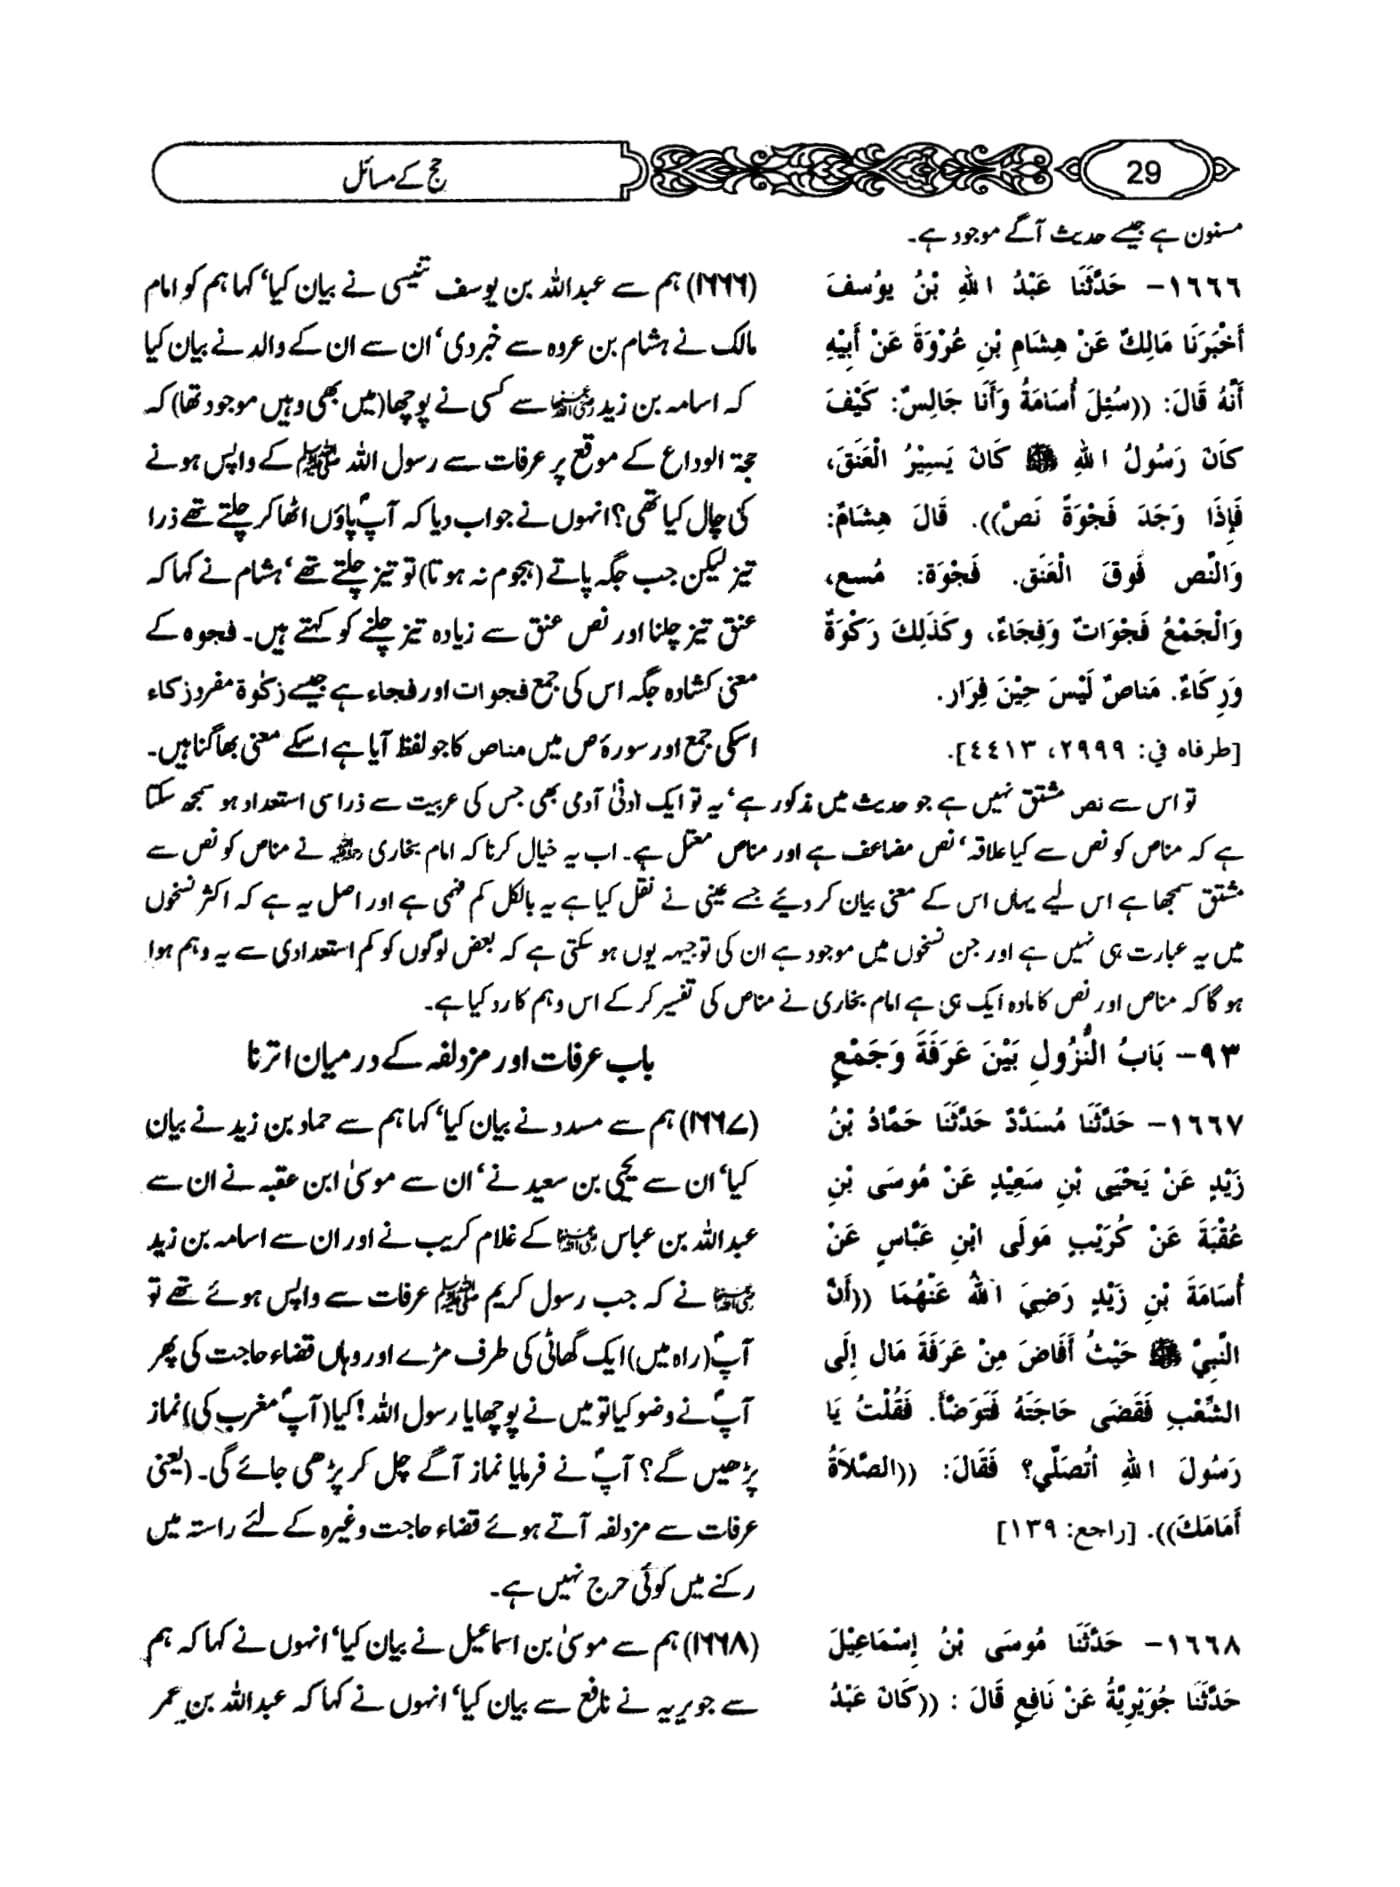 29
حج کے مسائل
مسنون ہے جیسے حدیث آگے موجود ہے۔
١٦٦٦- حَدَّثَنَا عَبْدُ اللهِ بْنُ يُوسُفَ
أَخْبَرَنَا مَالِكٌ عَنْ هِشَامِ بْنِ عُرْوَةَ عَنْ أَبِيْهِ
أَنَّهُ قَالَ: ((سُئِلَ أُسَامَةُ وَأَنَا جَالِسٌ: كَيْفَ
كَانَ رَسُولُ اللهِ ﷺ كَانَ يَسِيْرُ الْعَنَقَ،
فَإِذَا وَجَدَ فَجْوَةً نَصَّ)). قَالَ هِشَامٌ:
وَالنَّص فَوقَ الْعَنَقِ. فَجْوَة: مُسع،
وَالْجَمْعُ فَجْوَاتٌ وَفِجَاءٌ، وكَذَلِكَ رَكْوَةٌ
وَرِكَاءٌ. مَناصٌ لَيْسَ حِيْنَ فِرَارٍ.
[طرفاه في: ٢٩٩٩، ٤٤١٣].
(۱۶۶۶) ہم سے عبداللہ بن یوسف تنیسی نے بیان کیا‘ کہا ہم کو امام
مالک نے ہشام بن عروہ سے خبر دی‘ ان سے ان کے والد نے بیان کیا
کہ اسامہ بن زید رضی اللہ عنہما سے کسی نے پوچھا (میں بھی وہیں موجود تھا) کہ
حجۃ الوداع کے موقع پر عرفات سے رسول اللہ ﷺ کے واپس ہونے
کی چال کیا تھی؟ انہوں نے جواب دیا کہ آپؐ پاؤں اٹھا کر چلتے تھے ذرا
تیز لیکن جب جگہ پاتے (ہجوم نہ ہوتا) تو تیز چلتے تھے‘ ہشام نے کہا کہ
عنق تیز چلنا اور نص عنق سے زیادہ تیز چلنے کو کہتے ہیں۔ فجوہ کے
معنی کشادہ جگہ اس کی جمع فجوات اور فجاء ہے جیسے زکوٰۃ مفرد زکاء
اسکی جمع اور سورۂ ص میں مناص کا جو لفظ آیا ہے اسکے معنی بھاگنا ہیں۔
تو اس سے نص مشتق نہیں ہے جو حدیث میں مذکور ہے‘ یہ تو ایک ادنیٰ آدمی بھی جس کی عربیت سے ذرا سی استعداد ہو سمجھ سکتا
ہے کہ مناص کو نص سے کیا علاقہ‘ نص مضاعف ہے اور مناص معتل ہے۔ اب یہ خیال کرنا کہ امام بخاری رحمۃ اللہ علیہ نے مناص کو نص سے
مشتق سمجھا ہے اس لیے یہاں اس کے معنی بیان کر دیئے جسے عینی نے نقل کیا ہے یہ بالکل کم فہمی ہے اور اصل یہ ہے کہ اکثر نسخوں
میں یہ عبارت ہی نہیں ہے اور جن نسخوں میں موجود ہے ان کی توجیہہ یوں ہو سکتی ہے کہ بعض لوگوں کو کم استعدادی سے یہ وہم ہوا
ہو گا کہ مناص اور نص کا مادہ ایک ہی ہے امام بخاری نے مناص کی تفسیر کر کے اس وہم کا رد کیا ہے۔
٩٣- بَابُ النُّزُولِ بَيْنَ عَرَفَةَ وَجَمْعٍ
باب عرفات اور مزدلفہ کے درمیان اترنا
١٦٦٧- حَدَّثَنَا مُسَدَّدٌ حَدَّثَنَا حَمَّادُ بْنُ
زَيْدٍ عَنْ يَحْيَى بْنِ سَعِيْدٍ عَنْ مُوسَى بْنِ
عُقْبَةَ عَنْ كُرَيْبٍ مَولَى ابْنِ عَبَّاسٍ عَنْ
أُسَامَةَ بْنِ زَيْدٍ رَضِيَ اللهُ عَنْهُمَا ((أَنَّ
النَّبِيَّ ﷺ حَيْثُ أَفَاضَ مِنْ عَرَفَةَ مَال إِلَى
الشَّعْبِ فَقَضَى حَاجَتَهُ فَتَوَضَّأَ. فَقُلْتُ يَا
رَسُولَ اللهِ أَتُصَلِّي؟ فَقَالَ: ((الصَّلاَةُ
أَمَامَكَ)). [راجع: ١٣٩]
(۱۶۶۷) ہم سے مسدد نے بیان کیا‘ کہا ہم سے حماد بن زید نے بیان
کیا‘ ان سے یحییٰ بن سعید نے‘ ان سے موسیٰ ابن عقبہ نے ان سے
عبداللہ بن عباس رضی اللہ عنہما کے غلام کریب نے اور ان سے اسامہ بن زید
رضی اللہ عنہما نے کہ جب رسول کریم ﷺ عرفات سے واپس ہوئے تھے تو
آپؐ (راہ میں) ایک گھاٹی کی طرف مڑے اور وہاں قضاء حاجت کی پھر
آپؐ نے وضو کیا تو میں نے پوچھا یا رسول اللہ! کیا (آپؐ مغرب کی) نماز
پڑھیں گے؟ آپؐ نے فرمایا نماز آگے چل کر پڑھی جائے گی۔ (یعنی
عرفات سے مزدلفہ آتے ہوئے قضاء حاجت وغیرہ کے لئے راستہ میں
رکنے میں کوئی حرج نہیں ہے۔
١٦٦٨- حَدَّثَنَا مُوسَى بْنُ إِسْمَاعِيْلَ
حَدَّثَنَا جُوَيْرِيَّةُ عَنْ نَافِعٍ قَالَ : ((كَانَ عَبْدُ
(۱۶۶۸) ہم سے موسیٰ بن اسماعیل نے بیان کیا‘ انہوں نے کہا کہ ہم
سے جویریہ نے نافع سے بیان کیا‘ انہوں نے کہا کہ عبداللہ بن عمر